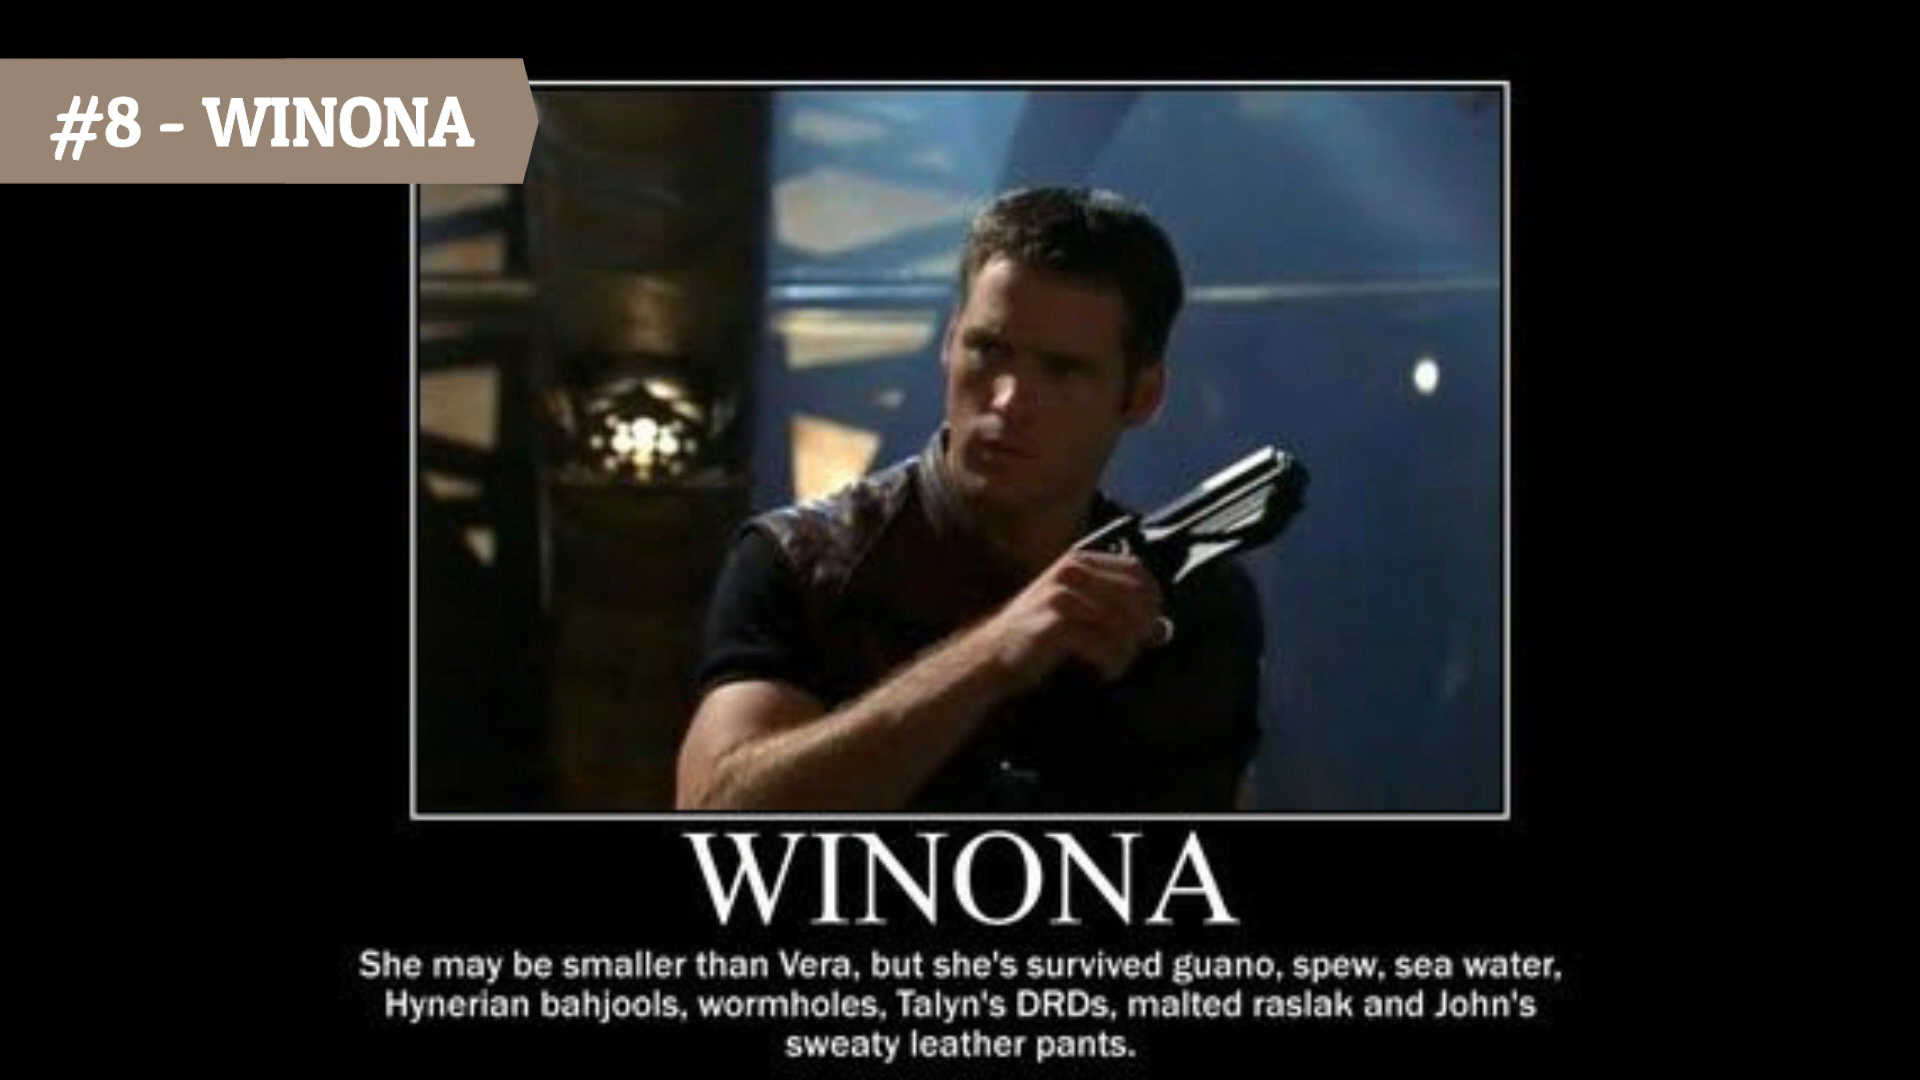 #8 - WINONA
WINONA
She may be smaller than Vera, but she's survived guano, spew, sea water,
Hynerian bahjools, wormholes, Talyn's DRDs, malted raslak and John's
sweaty leather pants.